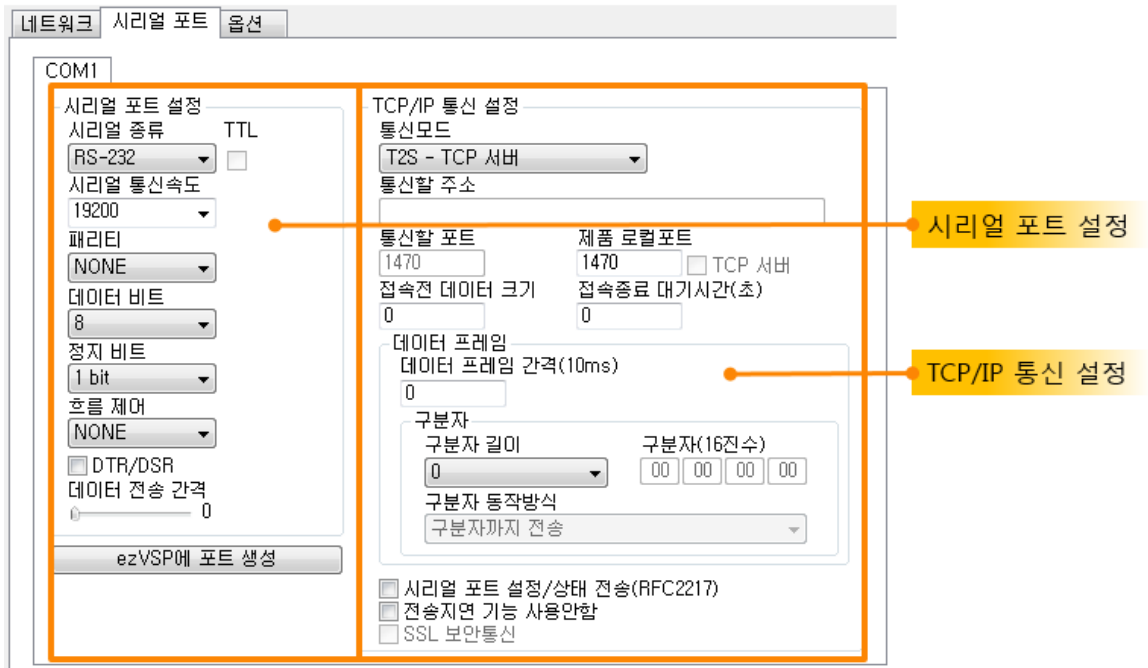 네트워크 시리얼 포트 옵션
COM1
시리얼 포트 설정
시리얼 종류 TTL
RS-232
시리얼 통신속도
19200
패리티
NONE
데이터 비트
8
정지 비트
1 bit
흐름 제어
NONE
DTR/DSR
데이터 전송 간격
0
ezVSP에 포트 생성
TCP/IP 통신 설정
통신모드
T2S - TCP 서버
통신할 주소
통신할 포트 제품 로컬포트
1470 1470 TCP 서버
접속전 데이터 크기 접속종료 대기시간(초)
0 0
데이터 프레임
데이터 프레임 간격(10ms)
0
구분자
구분자 길이 구분자(16진수)
0 00 00 00 00
구분자 동작방식
구분자까지 전송
시리얼 포트 설정/상태 전송(RFC2217)
전송지연 기능 사용안함
SSL 보안통신
시리얼 포트 설정
TCP/IP 통신 설정